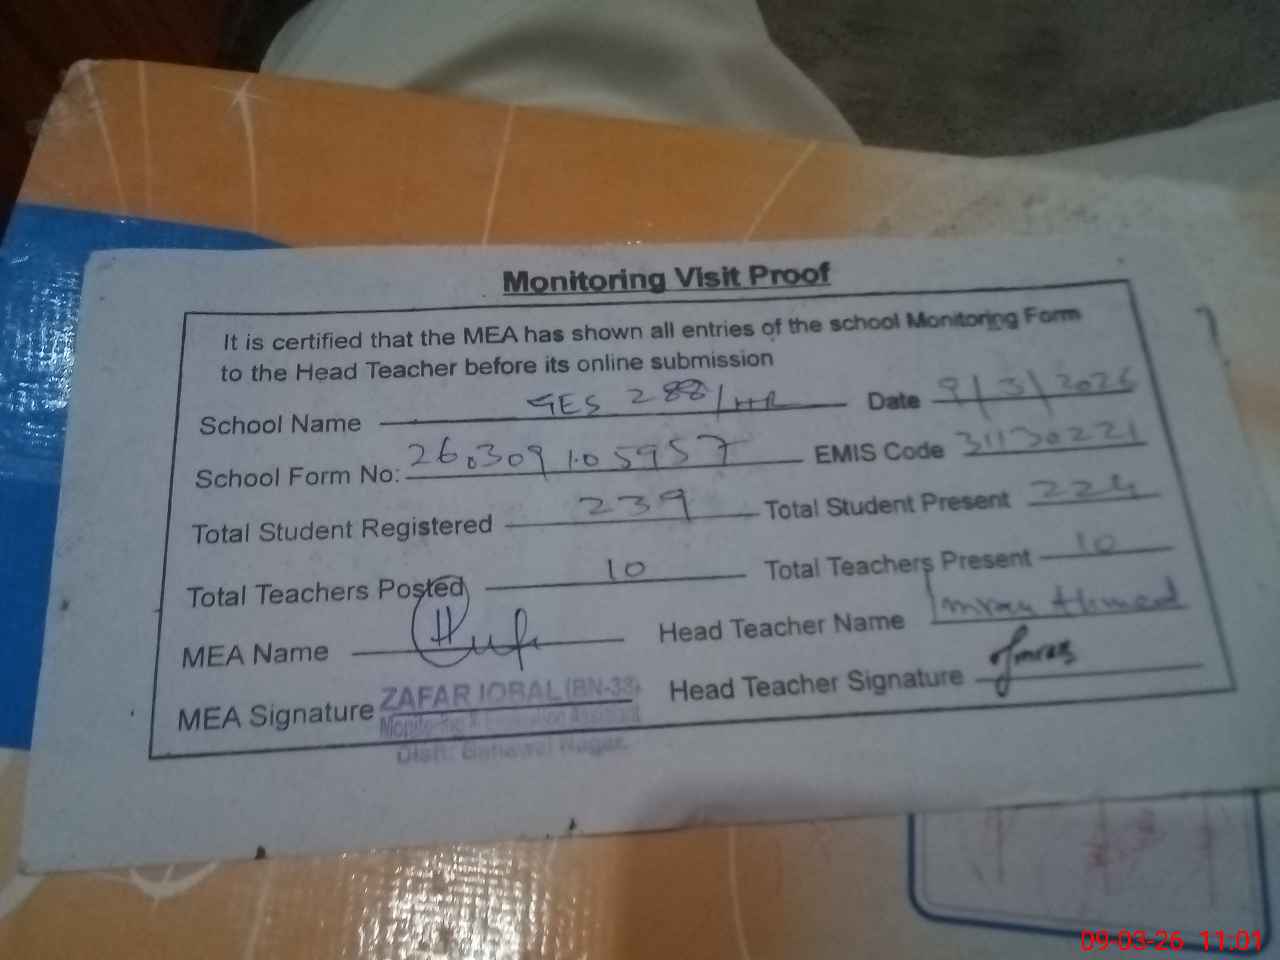 Monitoring Visit Proof
It is certified that the MEA has shown all entries of the school Monitoring Form
to the Head Teacher before its online submission
School Name GES 288/HR Date 9/3/2026
School Form No: 260309105957 EMIS Code 31130221
Total Student Registered 239 Total Student Present 224
Total Teachers Posted 10 Total Teachers Present 10
MEA Name Head Teacher Name Imran Ahmed
MEA Signature ZAFAR IQBAL (BN-33) Head Teacher Signature Imran
Monitoring & Evaluation Assistant
Distt: Bahawal Nagar.
09-03-26 11:01